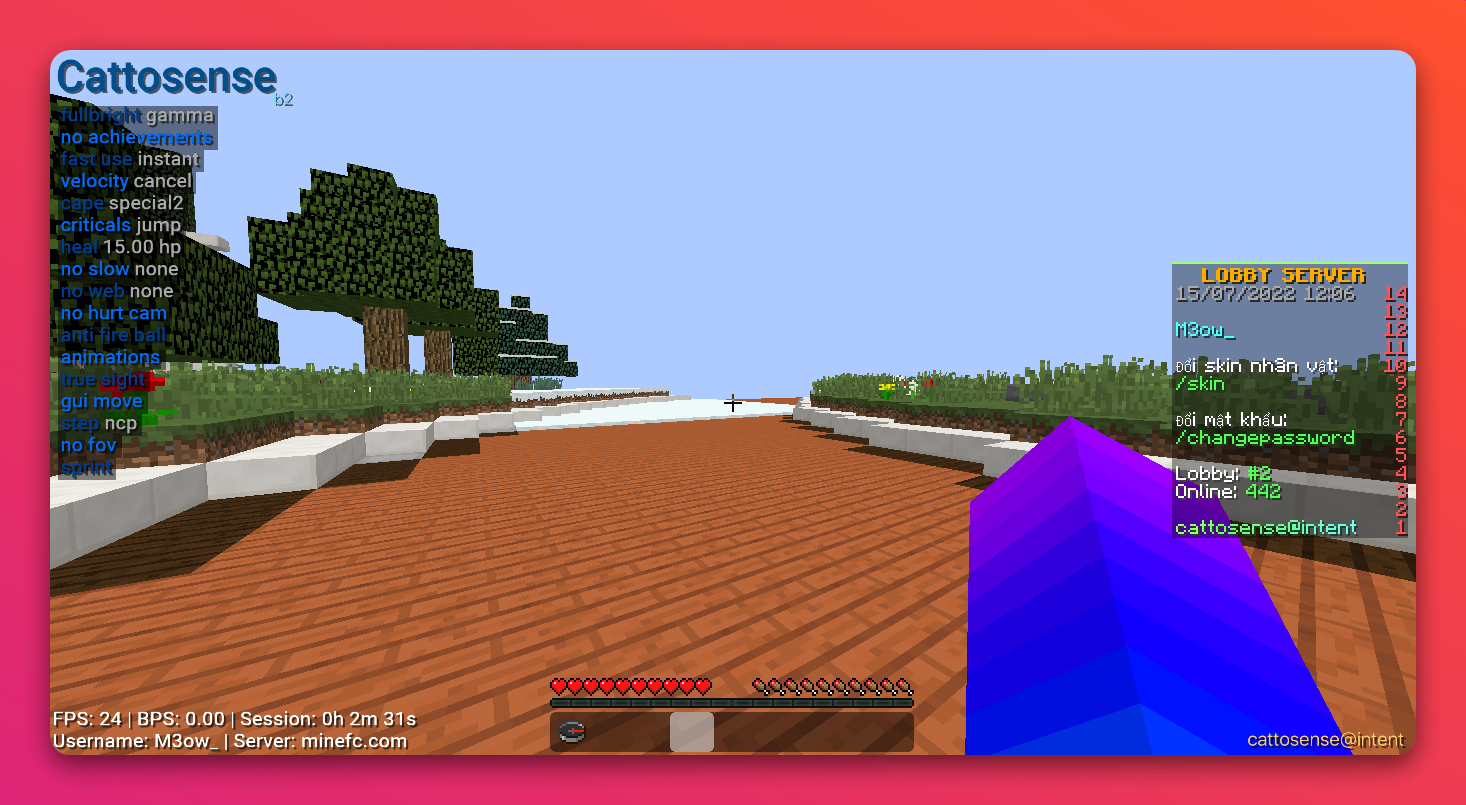 Cattosense
b2
fullbright gamma
no achievements
fast use instant
velocity cancel
cape special2
criticals jump
heal 15.00 hp
no slow none
no web none
no hurt cam
anti fire ball
animations
true sight
gui move
step ncp
no fov
sprint
LOBBY SERVER
15/07/2022 12:06 14
13
M3ow_ 12
11
Đổi skin nhân vật: 10
/skin 9
8
Đổi mật khẩu: 7
/changepassword 6
5
Lobby: #2 4
Online: 442 3
2
cattosense@intent 1
FPS: 24 | BPS: 0.00 | Session: 0h 2m 31s
Username: M3ow_ | Server: minefc.com
cattosense@intent